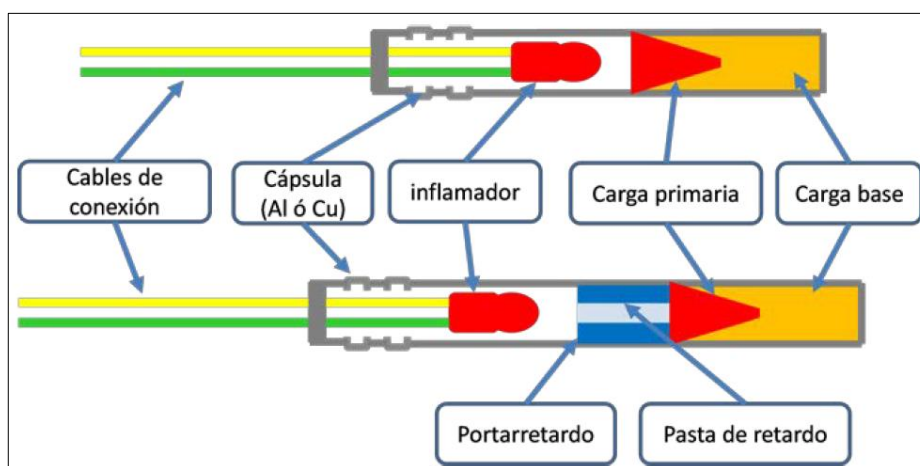 Cables de
conexión
Cápsula
(Al ó Cu)
inflamador
Carga primaria
Carga base
Portarretardo
Pasta de retardo